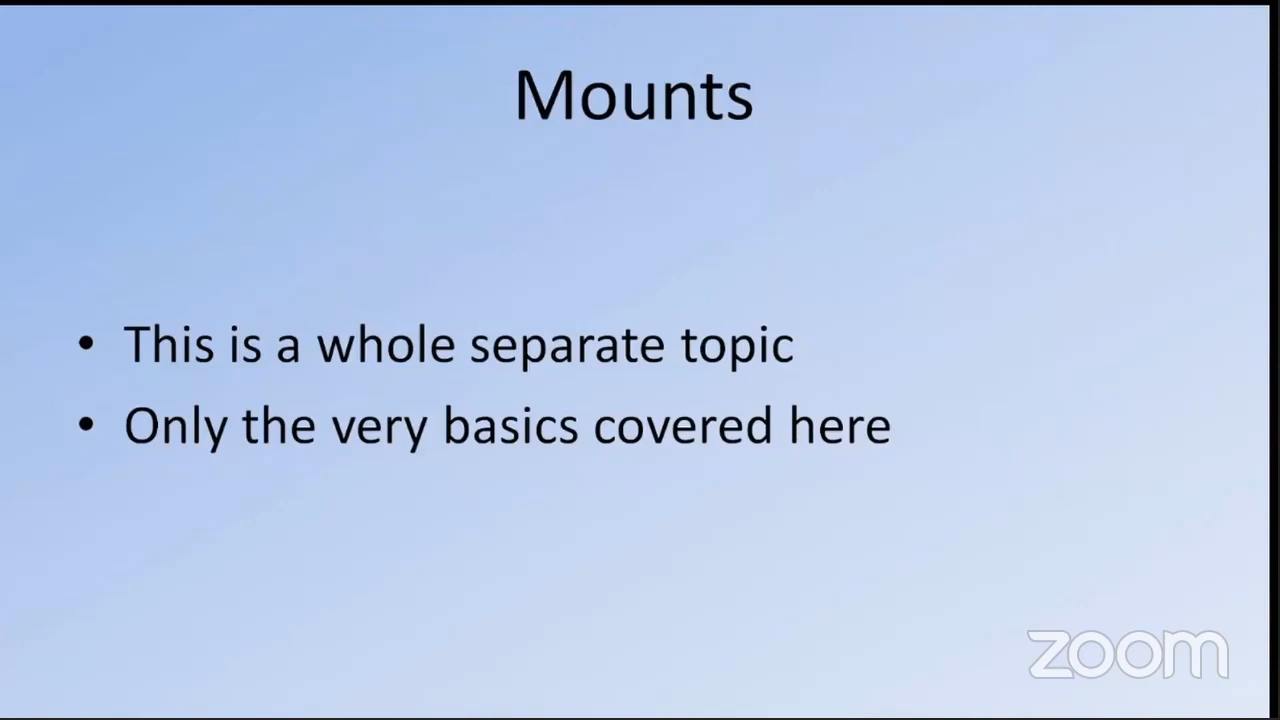 Mounts
• This is a whole separate topic
• Only the very basics covered here
zoom